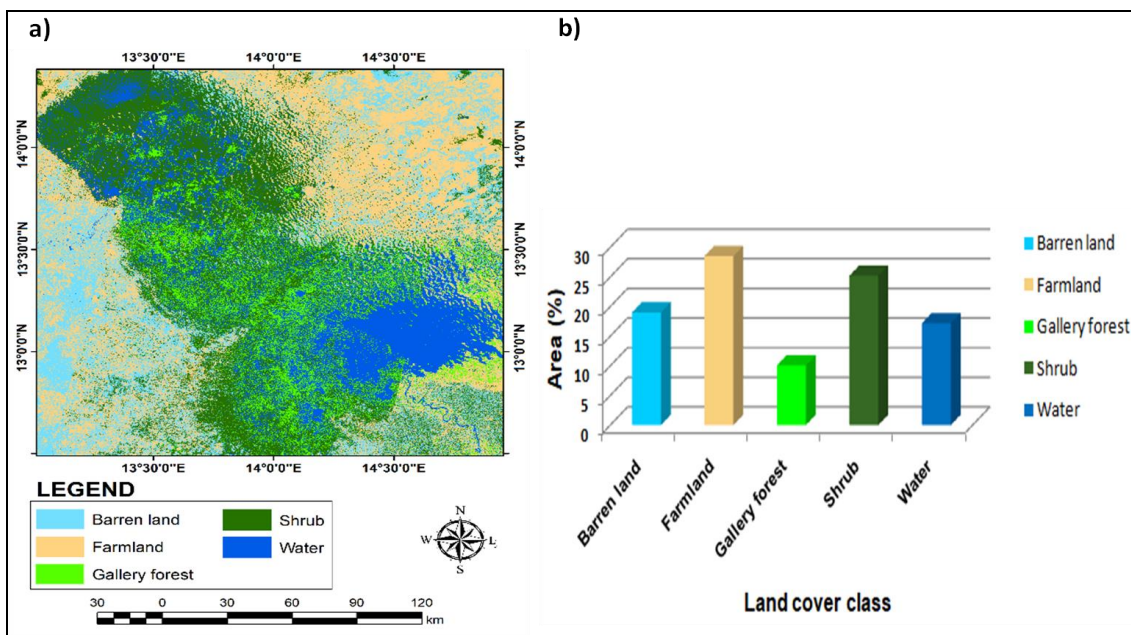 a)
13°30'0"E 14°0'0"E 14°30'0"E
14°0'0"N 14°0'0"N
13°30'0"N 13°30'0"N
13°0'0"N 13°0'0"N
13°30'0"E 14°0'0"E 14°30'0"E
LEGEND
Barren land Shrub
Farmland Water
Gallery forest
N
W
S
30 0 30 60 90 120
km
b)
Area (%)
30
25
20
15
10
5
0
Barren land
Farmland
Gallery forest
Shrub
Water
Land cover class
Barren land
Farmland
Gallery forest
Shrub
Water